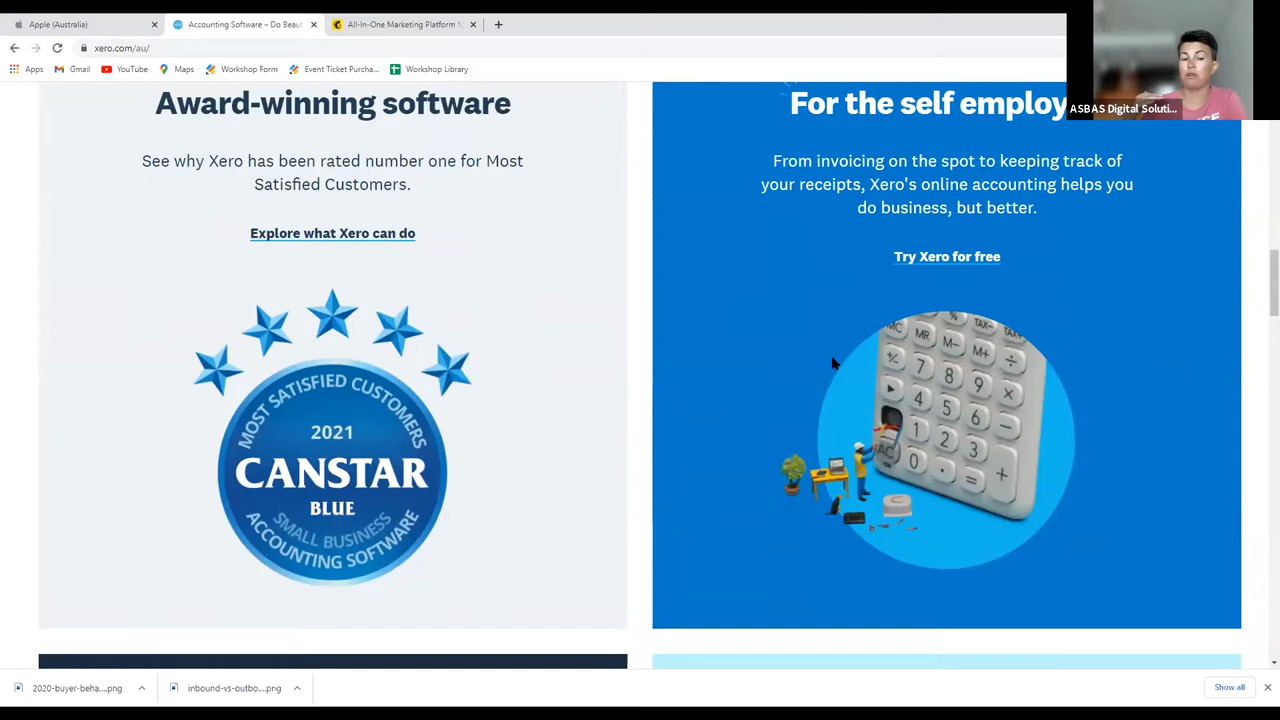 Apple (Australia)
Accounting Software – Do Beau
All-In-One Marketing Platform f
xero.com/au/
Apps
Gmail
YouTube
Maps
Workshop Form
Event Ticket Purcha...
Workshop Library
ASBAS Digital Soluti...
Award-winning software
See why Xero has been rated number one for Most
Satisfied Customers.
Explore what Xero can do
MOST SATISFIED CUSTOMERS
2021
CANSTAR
BLUE
SMALL BUSINESS
ACCOUNTING SOFTWARE
For the self employ
From invoicing on the spot to keeping track of
your receipts, Xero's online accounting helps you
do business, but better.
Try Xero for free
MC MR M− M+ ÷
+/− 7 8 9 ×
▶ 4 5 6 −
1 2 3
AC 0 · = +
C
2020-buyer-beha....png
inbound-vs-outbo....png
Show all